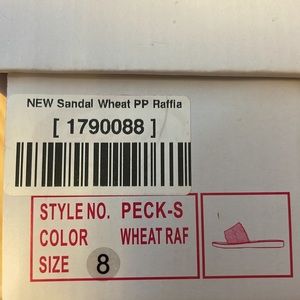 NEW Sandal Wheat PP Raffia
[ 1790088 ]
STYLE NO. PECK-S
COLOR WHEAT RAF
SIZE 8